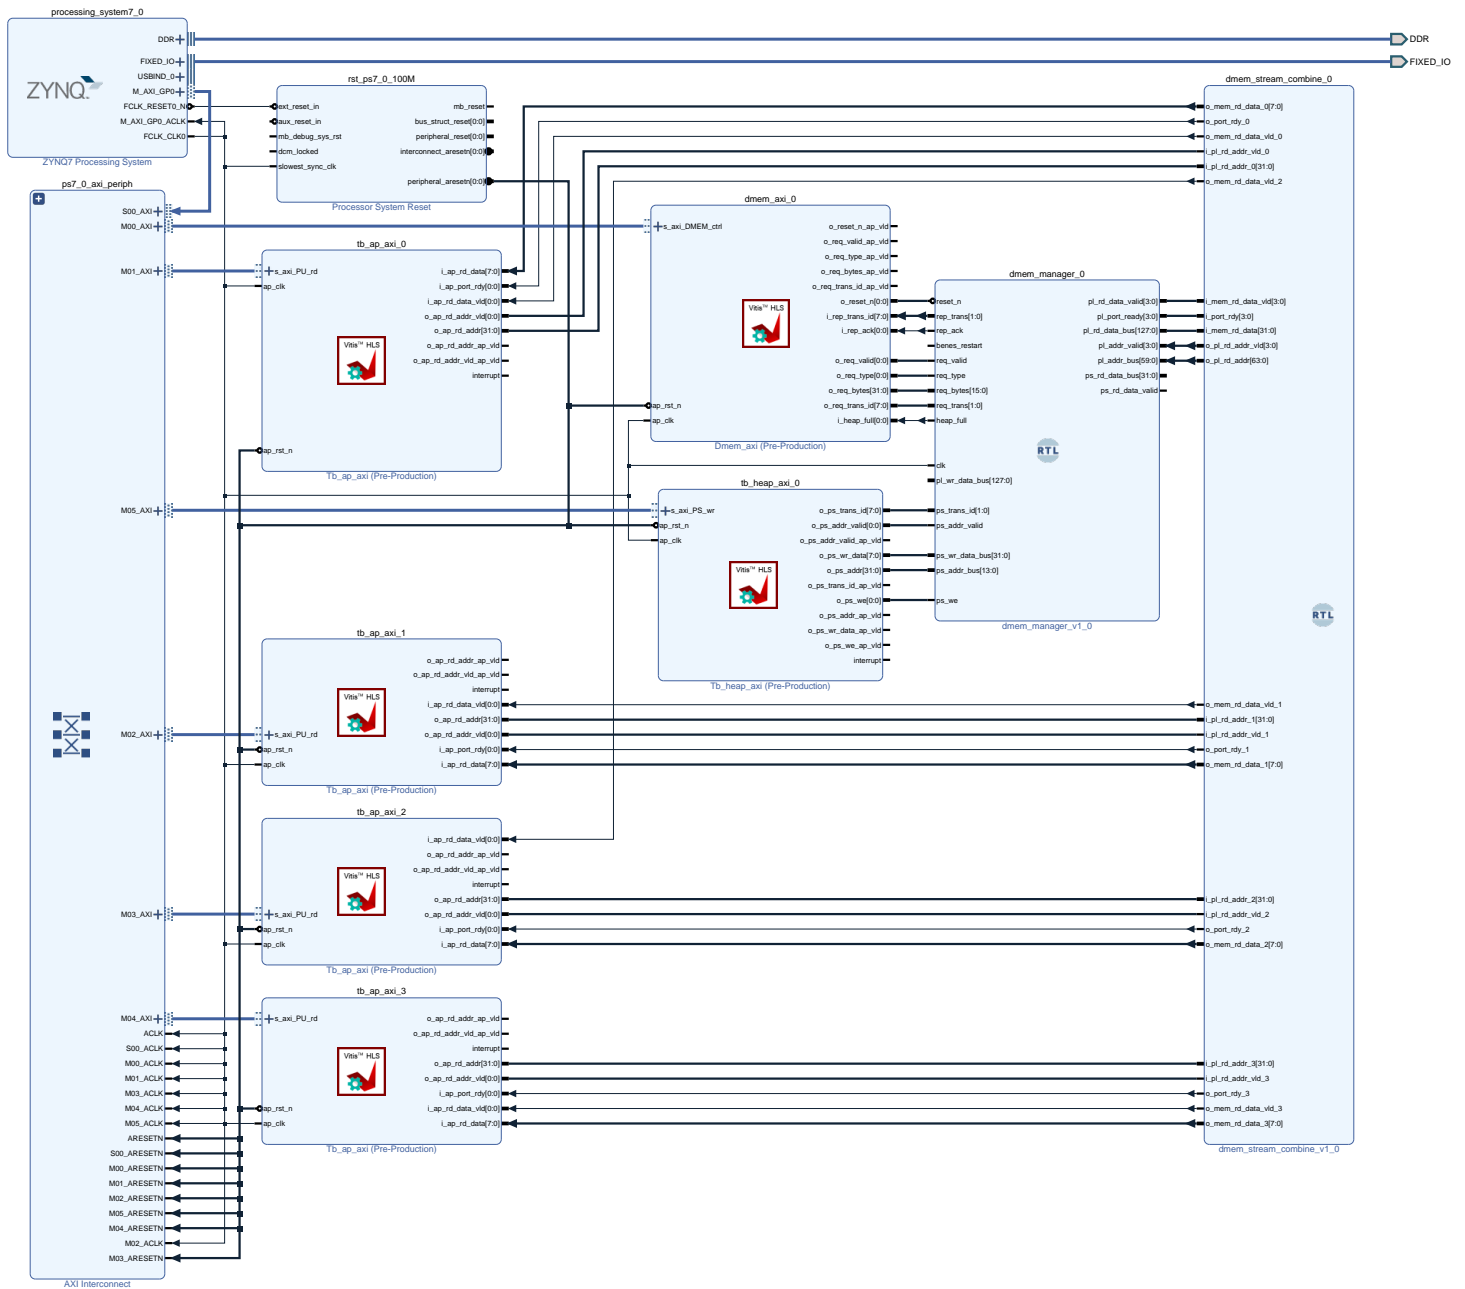 processing_system7_0
DDR
FIXED_IO
USBIND_0
M_AXI_GP0
FCLK_RESET0_N
M_AXI_GP0_ACLK
FCLK_CLK0
ZYNQ
ZYNQ7 Processing System
DDR
FIXED_IO
rst_ps7_0_100M
ext_reset_in
aux_reset_in
mb_debug_sys_rst
dcm_locked
slowest_sync_clk
mb_reset
bus_struct_reset[0:0]
peripheral_reset[0:0]
interconnect_aresetn[0:0]
peripheral_aresetn[0:0]
Processor System Reset
ps7_0_axi_periph
S00_AXI
M00_AXI
M01_AXI
M05_AXI
M02_AXI
M03_AXI
M04_AXI
ACLK
S00_ACLK
M00_ACLK
M01_ACLK
M03_ACLK
M04_ACLK
M05_ACLK
ARESETN
S00_ARESETN
M00_ARESETN
M01_ARESETN
M02_ARESETN
M05_ARESETN
M04_ARESETN
M02_ACLK
M03_ARESETN
AXI Interconnect
tb_ap_axi_0
s_axi_PU_rd
ap_clk
ap_rst_n
Vitis™ HLS
i_ap_rd_data[7:0]
i_ap_port_rdy[0:0]
i_ap_rd_data_vld[0:0]
o_ap_rd_addr_vld[0:0]
o_ap_rd_addr[31:0]
o_ap_rd_addr_ap_vld
o_ap_rd_addr_vld_ap_vld
interrupt
Tb_ap_axi (Pre-Production)
dmem_axi_0
s_axi_DMEM_ctrl
ap_rst_n
ap_clk
Vitis™ HLS
o_reset_n_ap_vld
o_req_valid_ap_vld
o_req_type_ap_vld
o_req_bytes_ap_vld
o_req_trans_id_ap_vld
o_reset_n[0:0]
i_rep_trans_id[7:0]
i_rep_ack[0:0]
o_req_valid[0:0]
o_req_type[0:0]
o_req_bytes[31:0]
o_req_trans_id[7:0]
i_heap_full[0:0]
Dmem_axi (Pre-Production)
dmem_manager_0
reset_n
rep_trans[1:0]
rep_ack
benes_restart
req_valid
req_type
req_bytes[15:0]
req_trans[1:0]
heap_full
clk
pl_wr_data_bus[127:0]
ps_trans_id[1:0]
ps_addr_valid
ps_wr_data_bus[31:0]
ps_addr_bus[13:0]
ps_we
pl_rd_data_valid[3:0]
pl_port_ready[3:0]
pl_rd_data_bus[127:0]
pl_addr_valid[3:0]
pl_addr_bus[59:0]
ps_rd_data_bus[31:0]
ps_rd_data_valid
RTL
dmem_manager_v1_0
tb_heap_axi_0
s_axi_PS_wr
ap_rst_n
ap_clk
Vitis™ HLS
o_ps_trans_id[7:0]
o_ps_addr_valid[0:0]
o_ps_addr_valid_ap_vld
o_ps_wr_data[7:0]
o_ps_addr[31:0]
o_ps_trans_id_ap_vld
o_ps_we[0:0]
o_ps_addr_ap_vld
o_ps_wr_data_ap_vld
o_ps_we_ap_vld
interrupt
Tb_heap_axi (Pre-Production)
tb_ap_axi_1
s_axi_PU_rd
ap_rst_n
ap_clk
Vitis™ HLS
o_ap_rd_addr_ap_vld
o_ap_rd_addr_vld_ap_vld
interrupt
i_ap_rd_data_vld[0:0]
o_ap_rd_addr[31:0]
o_ap_rd_addr_vld[0:0]
i_ap_port_rdy[0:0]
i_ap_rd_data[7:0]
Tb_ap_axi (Pre-Production)
tb_ap_axi_2
s_axi_PU_rd
ap_rst_n
ap_clk
Vitis™ HLS
i_ap_rd_data_vld[0:0]
o_ap_rd_addr_ap_vld
o_ap_rd_addr_vld_ap_vld
interrupt
o_ap_rd_addr[31:0]
o_ap_rd_addr_vld[0:0]
i_ap_port_rdy[0:0]
i_ap_rd_data[7:0]
Tb_ap_axi (Pre-Production)
tb_ap_axi_3
s_axi_PU_rd
ap_rst_n
ap_clk
Vitis™ HLS
o_ap_rd_addr_ap_vld
o_ap_rd_addr_vld_ap_vld
interrupt
o_ap_rd_addr[31:0]
o_ap_rd_addr_vld[0:0]
i_ap_port_rdy[0:0]
i_ap_rd_data_vld[0:0]
i_ap_rd_data[7:0]
Tb_ap_axi (Pre-Production)
dmem_stream_combine_0
o_mem_rd_data_0[7:0]
o_port_rdy_0
o_mem_rd_data_vld_0
i_pl_rd_addr_vld_0
i_pl_rd_addr_0[31:0]
o_mem_rd_data_vld_2
i_mem_rd_data_vld[3:0]
i_port_rdy[3:0]
i_mem_rd_data[31:0]
o_pl_rd_addr_vld[3:0]
o_pl_rd_addr[63:0]
RTL
o_mem_rd_data_vld_1
i_pl_rd_addr_1[31:0]
i_pl_rd_addr_vld_1
o_port_rdy_1
o_mem_rd_data_1[7:0]
i_pl_rd_addr_2[31:0]
i_pl_rd_addr_vld_2
o_port_rdy_2
o_mem_rd_data_2[7:0]
i_pl_rd_addr_3[31:0]
i_pl_rd_addr_vld_3
o_port_rdy_3
o_mem_rd_data_vld_3
o_mem_rd_data_3[7:0]
dmem_stream_combine_v1_0